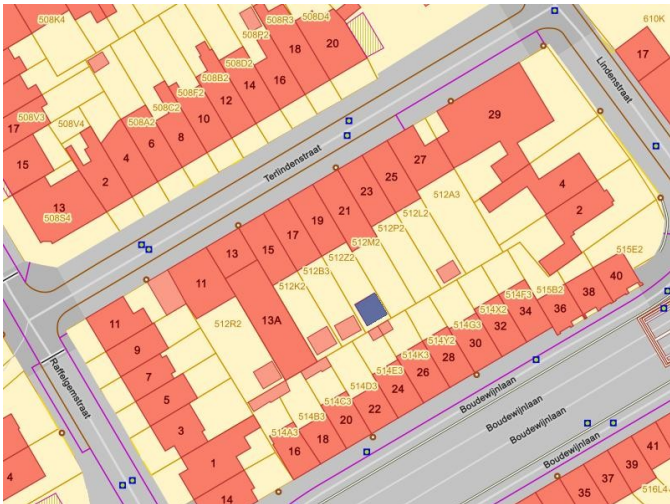 508K4
508R3
508D4
508P2
18
20
610K
17
508D2
16
14
508B2
12
508F2
10
Lindenstraat
508V3
17
508V4
508C2
8
508A2
6
4
15
2
13
508S4
Terlindenstraat
29
27
25
23
21
19
17
15
13
11
512A3
512L2
512P2
512M2
512Z2
512B3
512K2
512R2
13A
4
2
515E2
515B2
514F3
514X2
514G3
514Y2
514K3
514E3
514D3
514C3
514B3
514A3
40
38
36
34
32
30
28
26
24
22
20
18
16
11
9
7
5
3
1
14
Raffelgemstraat
4
Boudewijnlaan
Boudewijnlaan
Boudewijnlaan
Boudewijnlaan
41
39
37
35
516L4